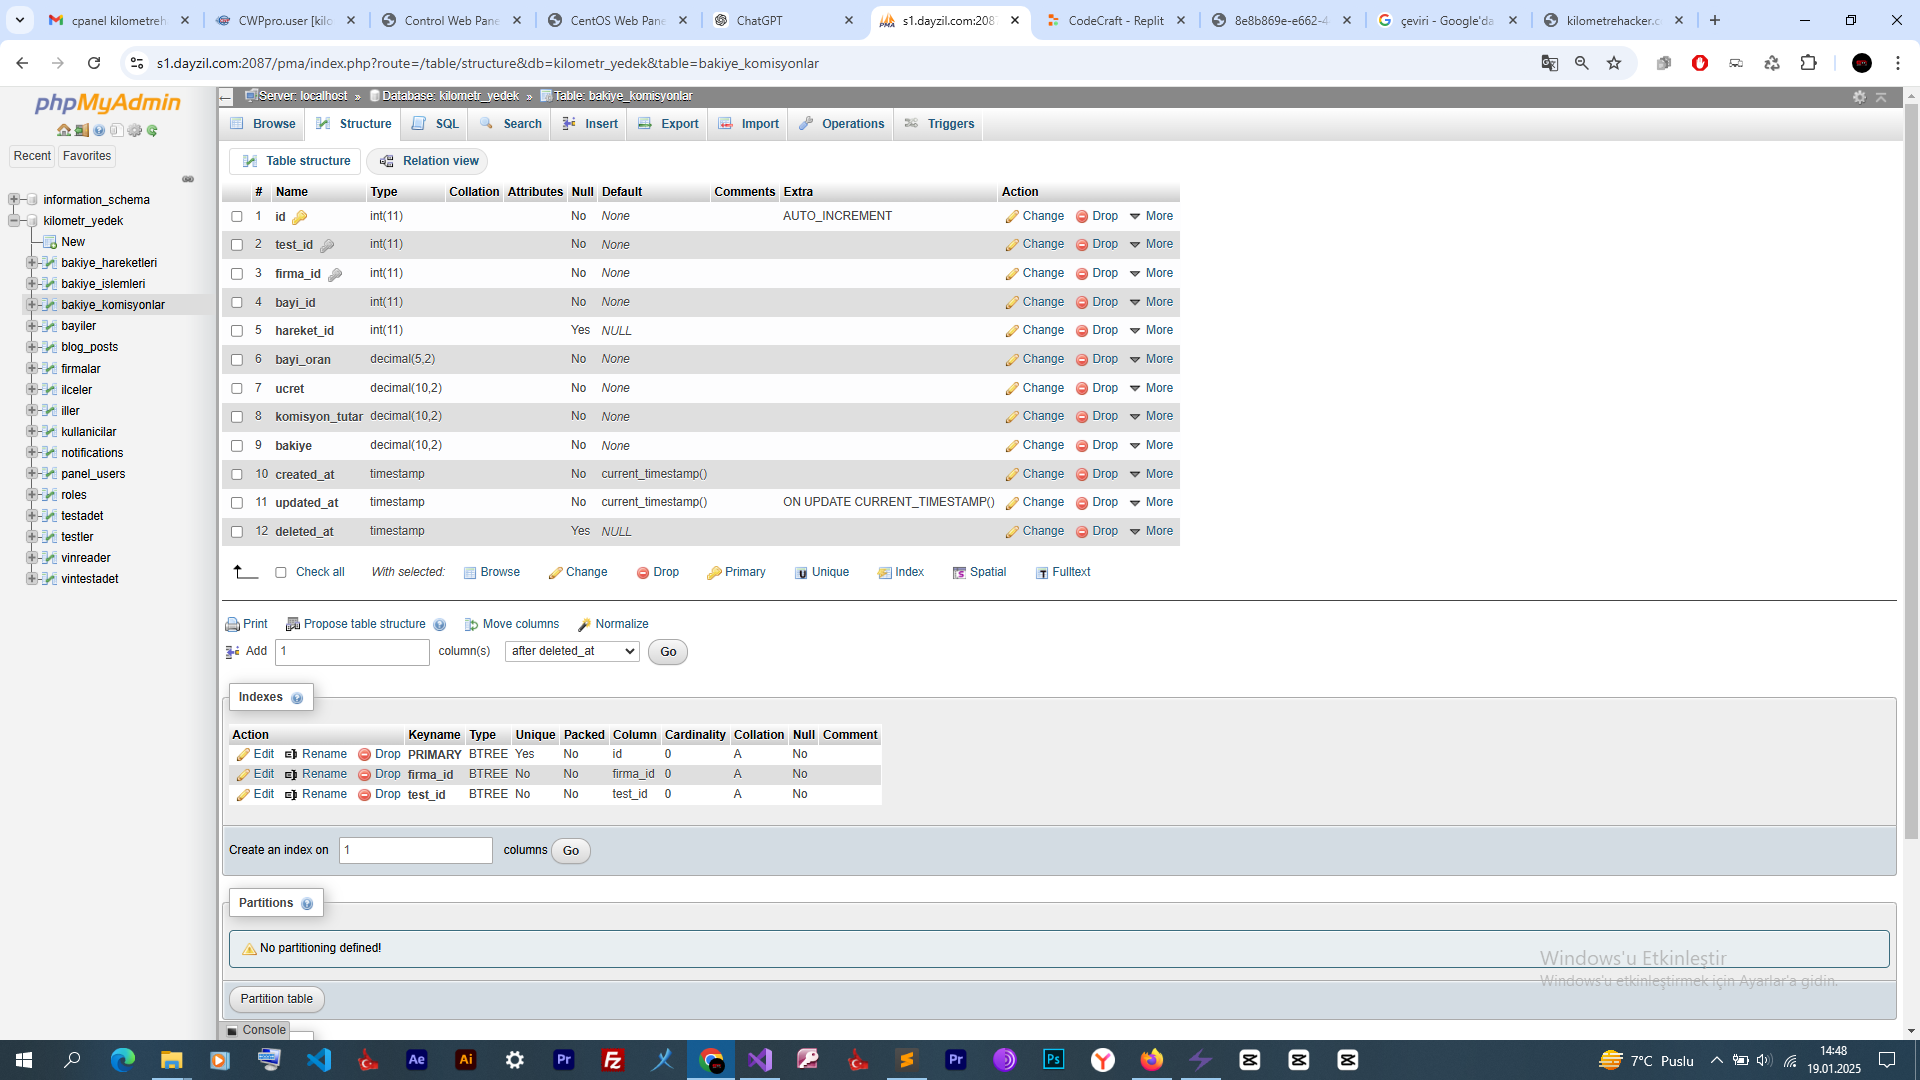 cpanel kilometreh
CWPpro.user [kilo
Control Web Pane
CentOS Web Pane
ChatGPT
s1.dayzil.com:2087
CodeCraft - Replit
8e8b869e-e662-4
çeviri - Google'da
kilometrehacker.c
s1.dayzil.com:2087/pma/index.php?route=/table/structure&db=kilometr_yedek&table=bakiye_komisyonlar
phpMyAdmin
Recent Favorites
information_schema
kilometr_yedek
New
bakiye_hareketleri
bakiye_islemleri
bakiye_komisyonlar
bayiler
blog_posts
firmalar
ilceler
iller
kullanicilar
notifications
panel_users
roles
testadet
testler
vinreader
vintestadet
Server: localhost » Database: kilometr_yedek » Table: bakiye_komisyonlar
Browse Structure SQL Search Insert Export Import Operations Triggers
Table structure Relation view
# Name Type Collation Attributes Null Default Comments Extra Action
1 id int(11) No None AUTO_INCREMENT Change Drop More
2 test_id int(11) No None Change Drop More
3 firma_id int(11) No None Change Drop More
4 bayi_id int(11) No None Change Drop More
5 hareket_id int(11) Yes NULL Change Drop More
6 bayi_oran decimal(5,2) No None Change Drop More
7 ucret decimal(10,2) No None Change Drop More
8 komisyon_tutar decimal(10,2) No None Change Drop More
9 bakiye decimal(10,2) No None Change Drop More
10 created_at timestamp No current_timestamp() Change Drop More
11 updated_at timestamp No current_timestamp() ON UPDATE CURRENT_TIMESTAMP() Change Drop More
12 deleted_at timestamp Yes NULL Change Drop More
Check all With selected: Browse Change Drop Primary Unique Index Spatial Fulltext
Print Propose table structure Move columns Normalize
Add 1 column(s) after deleted_at Go
Indexes
Action Keyname Type Unique Packed Column Cardinality Collation Null Comment
Edit Rename Drop PRIMARY BTREE Yes No id 0 A No
Edit Rename Drop firma_id BTREE No No firma_id 0 A No
Edit Rename Drop test_id BTREE No No test_id 0 A No
Create an index on 1 columns Go
Partitions
No partitioning defined!
Partition table
Console
Windows'u Etkinleştir
Windows'u etkinleştirmek için Ayarlar'a gidin.
7°C Puslu
14:48
19.01.2025